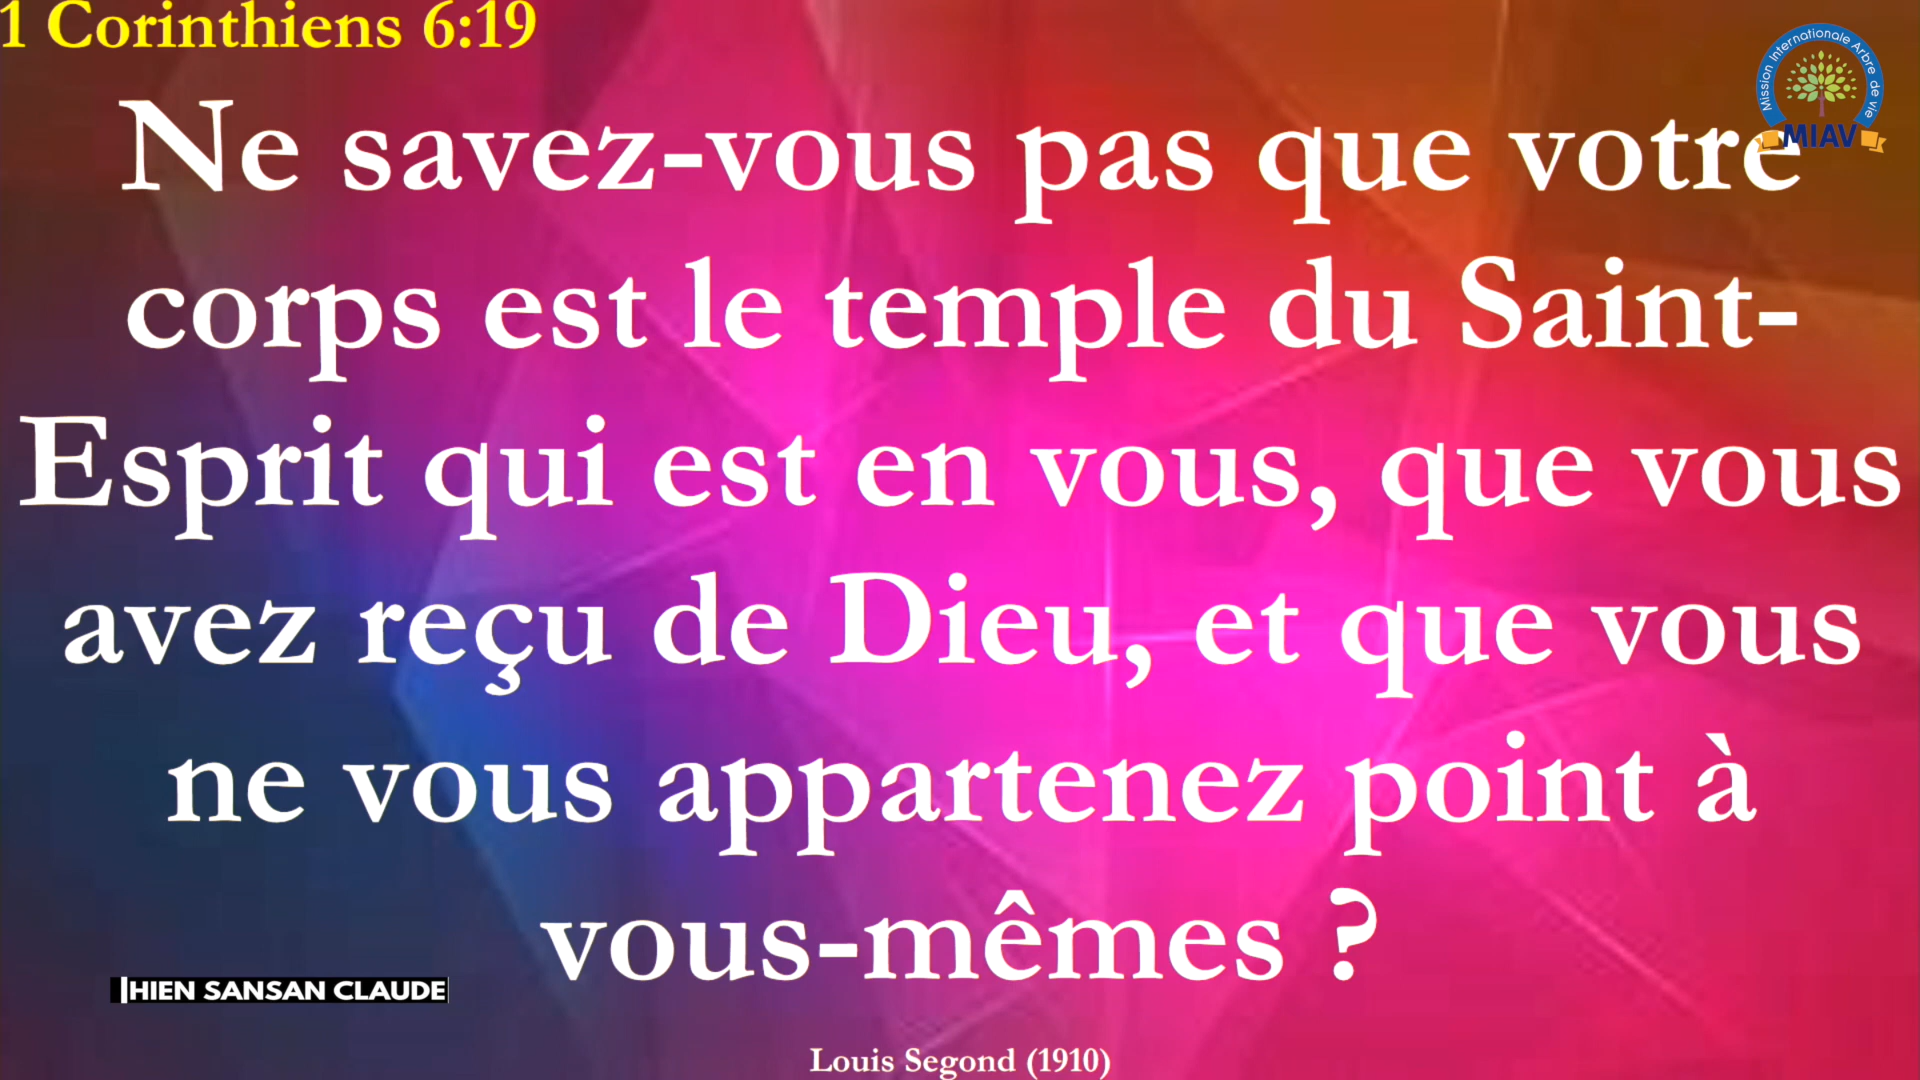 1 Corinthiens 6:19
Mission Internationale Arbre de vie
MIAV
Ne savez-vous pas que votre
corps est le temple du Saint-
Esprit qui est en vous, que vous
avez reçu de Dieu, et que vous
ne vous appartenez point à
vous-mêmes ?
HIEN SANSAN CLAUDE
Louis Segond (1910)